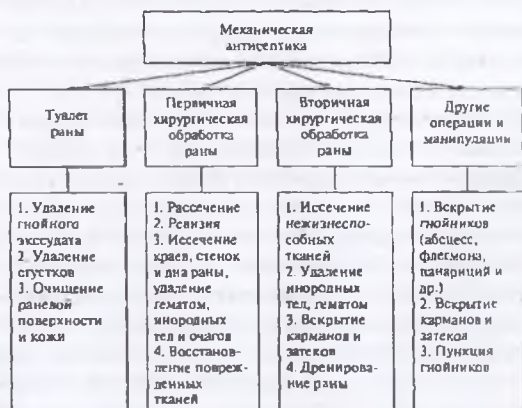 Механическая
антисептика
Туалет
раны
Первичная
хирургическая
обработка
раны
Вторичная
хирургическая
обработка
раны
Другие
операции и
манипуляции
1. Удаление
гнойного
экссудата
2. Удаление
сгустков
3. Очищение
раневой
поверхности
и кожи
1. Рассечение
2. Ревизия
3. Иссечение
краев, стенок
и дна раны,
удаление
гематом,
инородных
тел и очагов
4. Восстанов-
ление повреж-
денных
тканей
1. Иссечение
нежизнеспо-
собных
тканей
2. Удаление
инородных
тел, гематом
3. Вскрытие
карманов и
затеков
4. Дренирова-
ние раны
1. Вскрытие
гнойников
(абсцесс,
флегмона,
панариций и
др.)
2. Вскрытие
карманов и
затеков
3. Пункция
гнойников